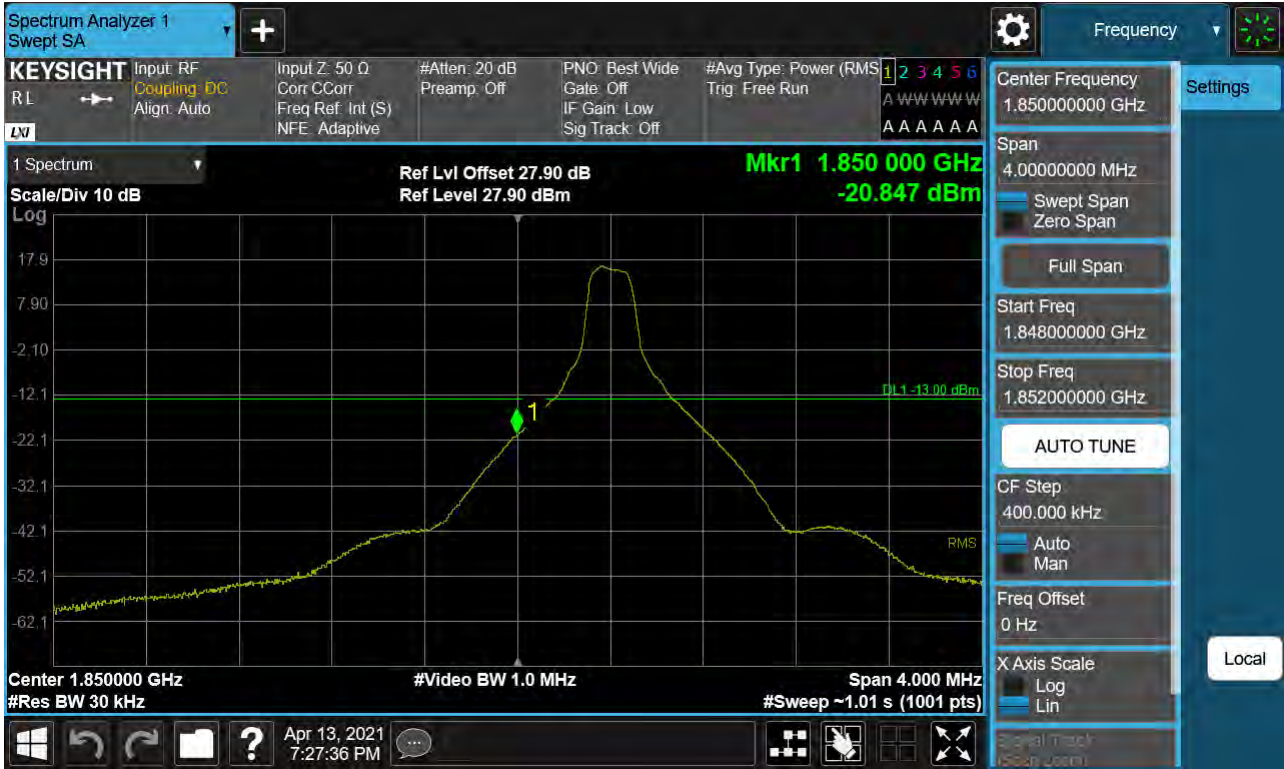 Spectrum Analyzer 1
Swept SA
Frequency
KEYSIGHT
R L
LXI
Input: RF
Coupling: DC
Align: Auto
Input Z: 50 Ω
Corr CCorr
Freq Ref: Int (S)
NFE: Adaptive
#Atten: 20 dB
Preamp: Off
PNO: Best Wide
Gate: Off
IF Gain: Low
Sig Track: Off
#Avg Type: Power (RMS
Trig: Free Run
1 2 3 4 5 6
A W W W W W
A A A A A A
1 Spectrum
Scale/Div 10 dB
Log
Ref Lvl Offset 27.90 dB
Ref Level 27.90 dBm
Mkr1 1.850 000 GHz
-20.847 dBm
17.9
7.90
-2.10
-12.1
-22.1
-32.1
-42.1
-52.1
-62.1
DL1 -13.00 dBm
1
RMS
Center 1.850000 GHz
#Res BW 30 kHz
#Video BW 1.0 MHz
Span 4.000 MHz
#Sweep ~1.01 s (1001 pts)
Center Frequency
1.850000000 GHz
Settings
Span
4.00000000 MHz
Swept Span
Zero Span
Full Span
Start Freq
1.848000000 GHz
Stop Freq
1.852000000 GHz
AUTO TUNE
CF Step
400.000 kHz
Auto
Man
Freq Offset
0 Hz
X Axis Scale
Log
Lin
Local
Signal Track
(Span Zoom)
Apr 13, 2021
7:27:36 PM